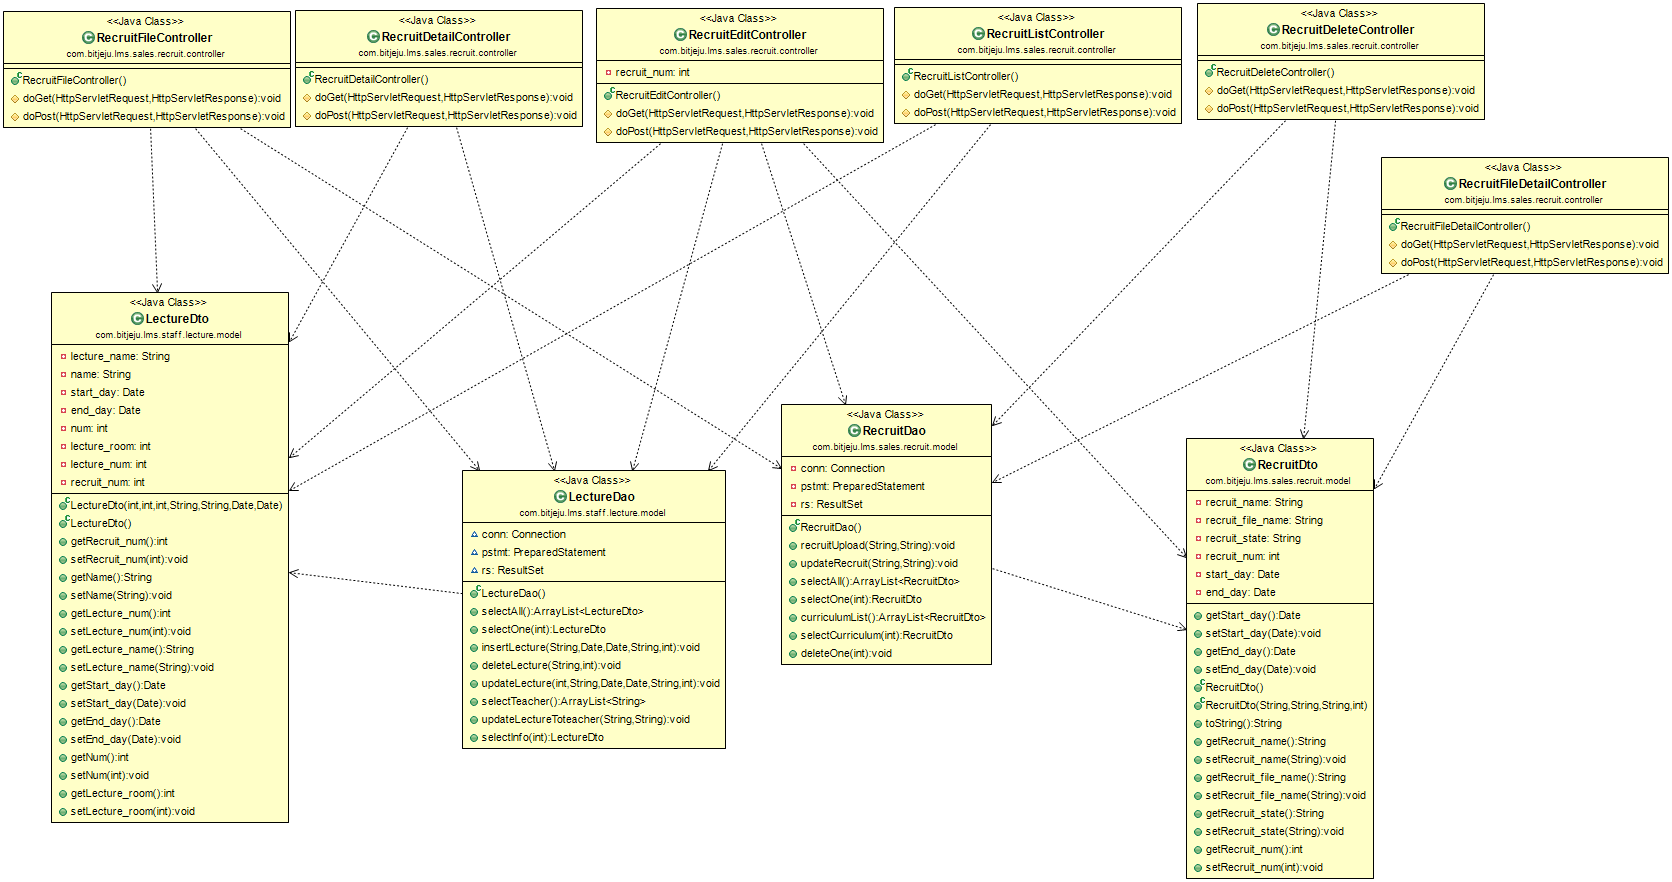 <<Java Class>>
RecruitFileController
com.bitjeju.lms.sales.recruit.controller
RecruitFileController()
doGet(HttpServletRequest,HttpServletResponse):void
doPost(HttpServletRequest,HttpServletResponse):void
<<Java Class>>
RecruitDetailController
com.bitjeju.lms.sales.recruit.controller
RecruitDetailController()
doGet(HttpServletRequest,HttpServletResponse):void
doPost(HttpServletRequest,HttpServletResponse):void
<<Java Class>>
RecruitEditController
com.bitjeju.lms.sales.recruit.controller
recruit_num: int
RecruitEditController()
doGet(HttpServletRequest,HttpServletResponse):void
doPost(HttpServletRequest,HttpServletResponse):void
<<Java Class>>
RecruitListController
com.bitjeju.lms.sales.recruit.controller
RecruitListController()
doGet(HttpServletRequest,HttpServletResponse):void
doPost(HttpServletRequest,HttpServletResponse):void
<<Java Class>>
RecruitDeleteController
com.bitjeju.lms.sales.recruit.controller
RecruitDeleteController()
doGet(HttpServletRequest,HttpServletResponse):void
doPost(HttpServletRequest,HttpServletResponse):void
<<Java Class>>
RecruitFileDetailController
com.bitjeju.lms.sales.recruit.controller
RecruitFileDetailController()
doGet(HttpServletRequest,HttpServletResponse):void
doPost(HttpServletRequest,HttpServletResponse):void
<<Java Class>>
LectureDto
com.bitjeju.lms.staff.lecture.model
lecture_name: String
name: String
start_day: Date
end_day: Date
num: int
lecture_room: int
lecture_num: int
recruit_num: int
LectureDto(int,int,int,String,String,Date,Date)
LectureDto()
getRecruit_num():int
setRecruit_num(int):void
getName():String
setName(String):void
getLecture_num():int
setLecture_num(int):void
getLecture_name():String
setLecture_name(String):void
getStart_day():Date
setStart_day(Date):void
getEnd_day():Date
setEnd_day(Date):void
getNum():int
setNum(int):void
getLecture_room():int
setLecture_room(int):void
<<Java Class>>
LectureDao
com.bitjeju.lms.staff.lecture.model
conn: Connection
pstmt: PreparedStatement
rs: ResultSet
LectureDao()
selectAll():ArrayList<LectureDto>
selectOne(int):LectureDto
insertLecture(String,Date,Date,String,int):void
deleteLecture(String,int):void
updateLecture(int,String,Date,Date,String,int):void
selectTeacher():ArrayList<String>
updateLectureToteacher(String,String):void
selectInfo(int):LectureDto
<<Java Class>>
RecruitDao
com.bitjeju.lms.sales.recruit.model
conn: Connection
pstmt: PreparedStatement
rs: ResultSet
RecruitDao()
recruitUpload(String,String):void
updateRecruit(String,String):void
selectAll():ArrayList<RecruitDto>
selectOne(int):RecruitDto
curriculumList():ArrayList<RecruitDto>
selectCurriculum(int):RecruitDto
deleteOne(int):void
<<Java Class>>
RecruitDto
com.bitjeju.lms.sales.recruit.model
recruit_name: String
recruit_file_name: String
recruit_state: String
recruit_num: int
start_day: Date
end_day: Date
getStart_day():Date
setStart_day(Date):void
getEnd_day():Date
setEnd_day(Date):void
RecruitDto()
RecruitDto(String,String,String,int)
toString():String
getRecruit_name():String
setRecruit_name(String):void
getRecruit_file_name():String
setRecruit_file_name(String):void
getRecruit_state():String
setRecruit_state(String):void
getRecruit_num():int
setRecruit_num(int):void